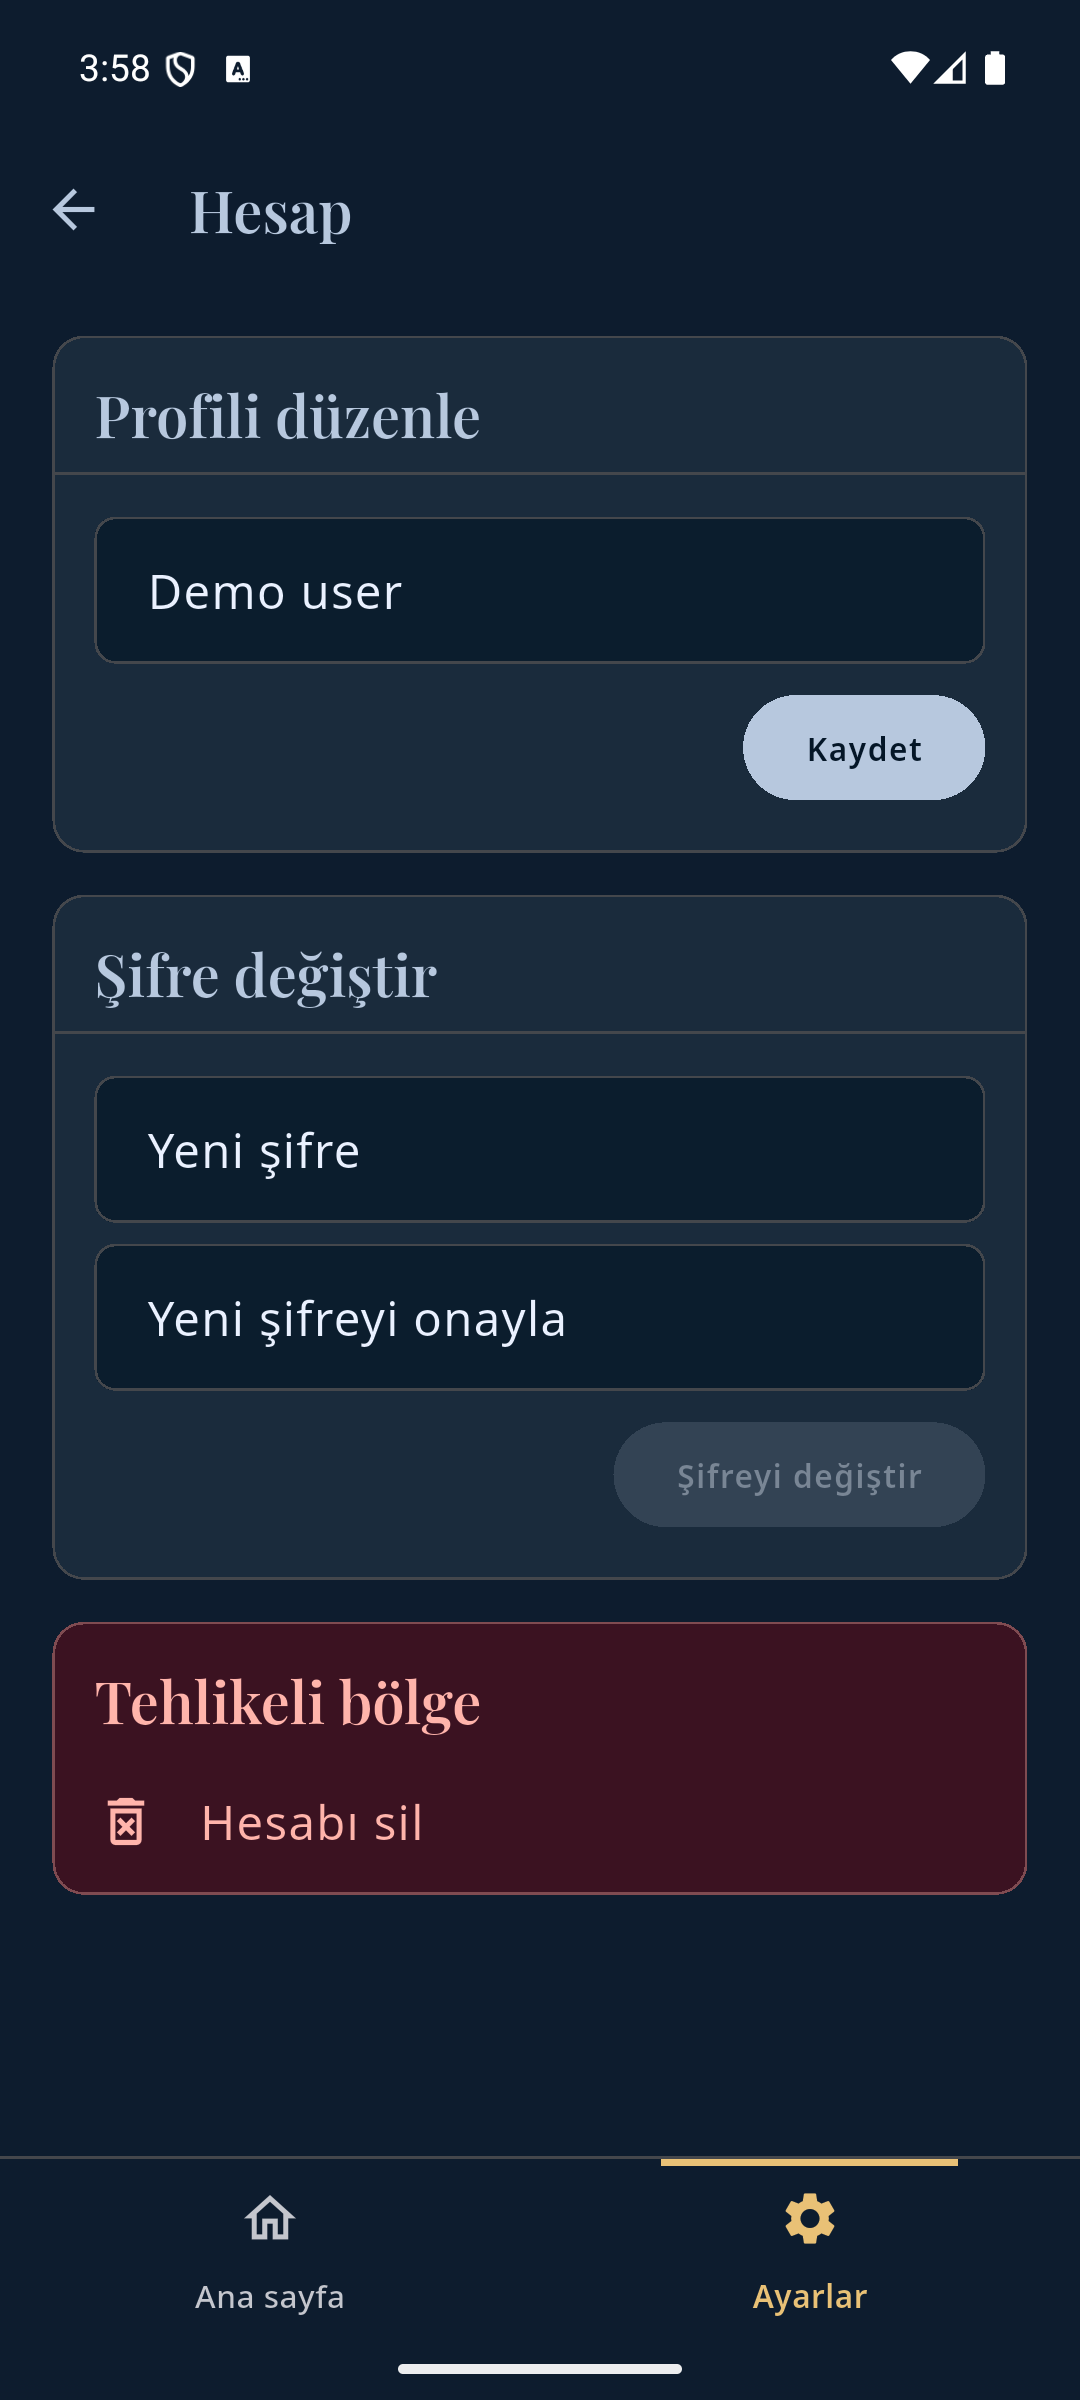 3:58
Hesap
Profili düzenle
Demo user
Kaydet
Şifre değiştir
Yeni şifre
Yeni şifreyi onayla
Şifreyi değiştir
Tehlikeli bölge
Hesabı sil
Ana sayfa
Ayarlar